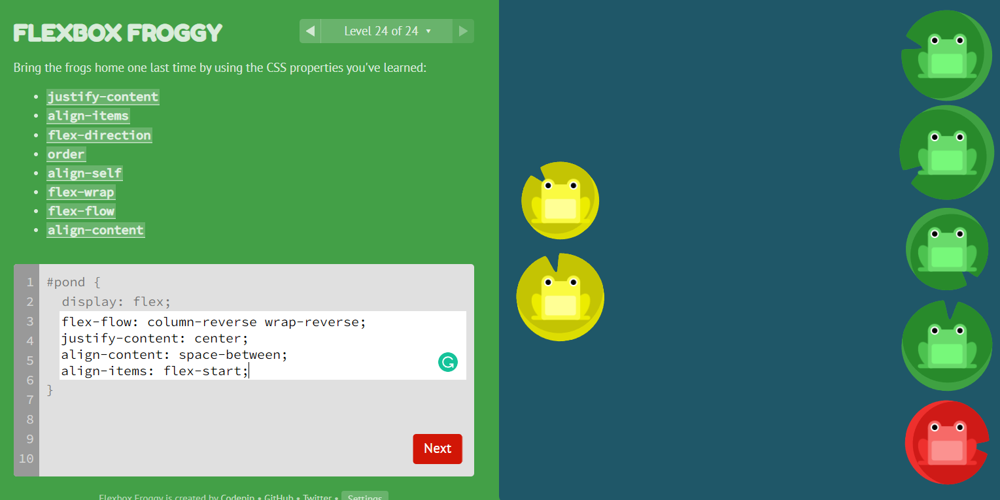 FLEXBOX FROGGY
◀ Level 24 of 24 ▼ ▶
Bring the frogs home one last time by using the CSS properties you've learned:
• justify-content
• align-items
• flex-direction
• order
• align-self
• flex-wrap
• flex-flow
• align-content
1 #pond {
2 display: flex;
3 flex-flow: column-reverse wrap-reverse;
4 justify-content: center;
5 align-content: space-between;
6 align-items: flex-start;
7 }
8
9
10
Next
Flexbox Froggy is created by Codepip • GitHub • Twitter • Settings